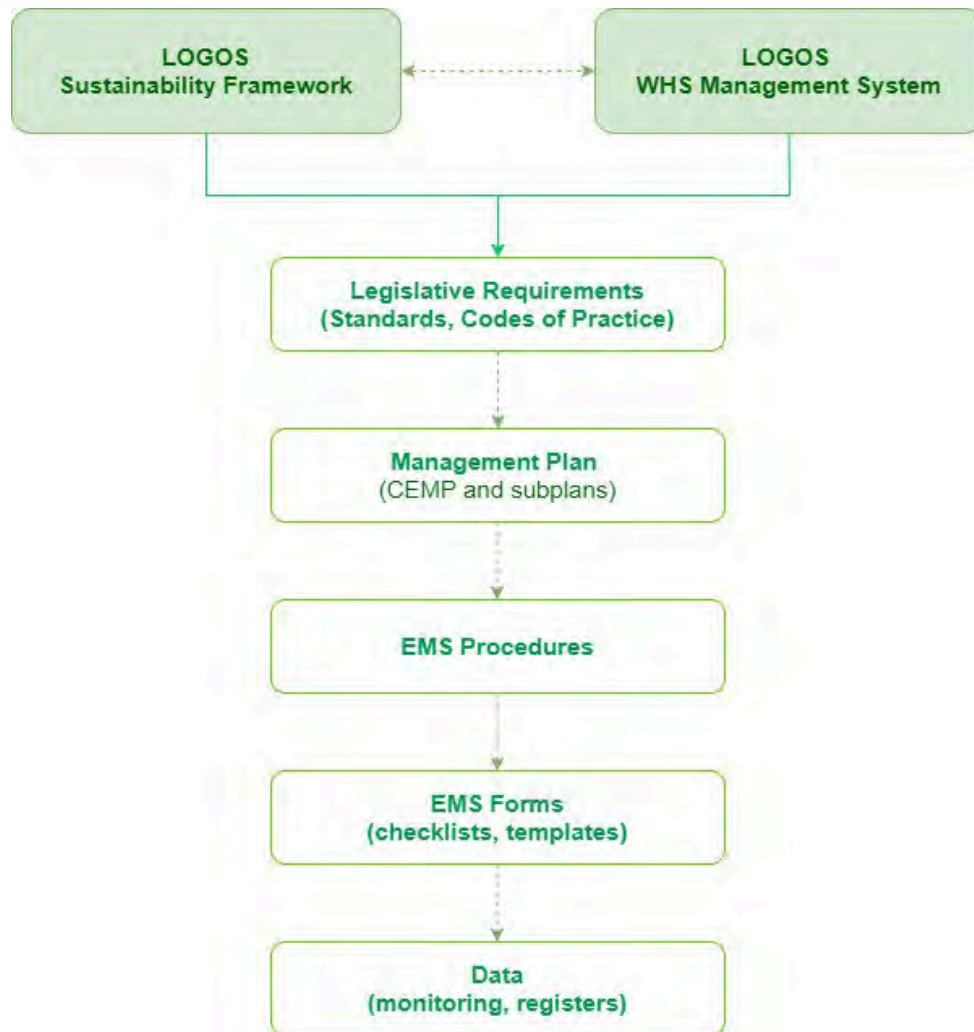 LOGOS
Sustainability Framework
LOGOS
WHS Management System
Legislative Requirements
(Standards, Codes of Practice)
Management Plan
(CEMP and subplans)
EMS Procedures
EMS Forms
(checklists, templates)
Data
(monitoring, registers)